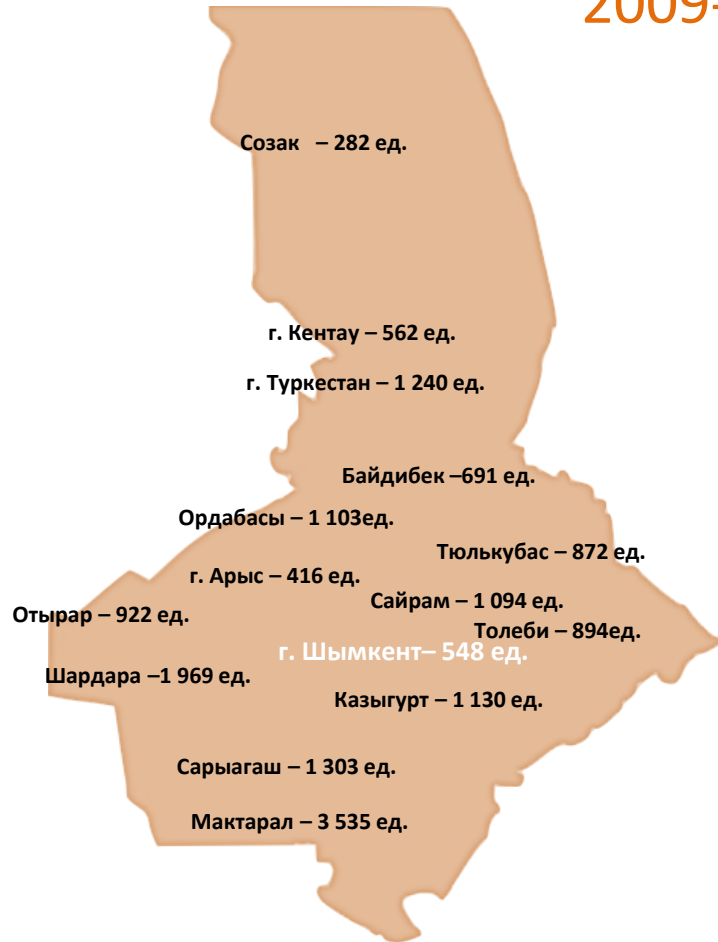 2009-
Созак – 282 ед.
г. Кентау – 562 ед.
г. Туркестан – 1 240 ед.
Байдибек –691 ед.
Ордабасы – 1 103ед.
Тюлькубас – 872 ед.
г. Арыс – 416 ед.
Сайрам – 1 094 ед.
Отырар – 922 ед.
Толеби – 894ед.
г. Шымкент– 548 ед.
Шардара –1 969 ед.
Казыгурт – 1 130 ед.
Сарыагаш – 1 303 ед.
Мактарал – 3 535 ед.